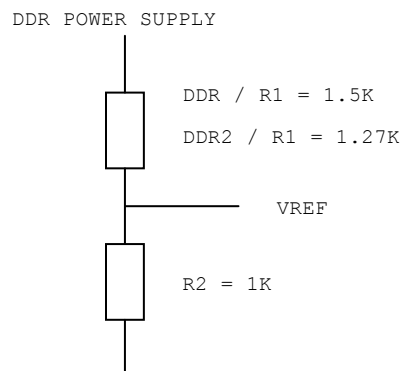 DDR POWER SUPPLY
DDR / R1 = 1.5K
DDR2 / R1 = 1.27K
VREF
R2 = 1K